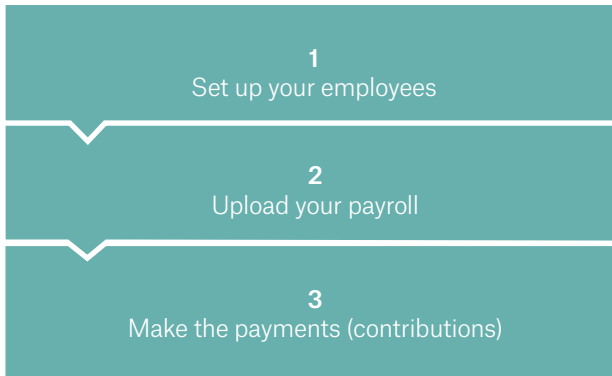 1
Set up your employees
2
Upload your payroll
3
Make the payments (contributions)